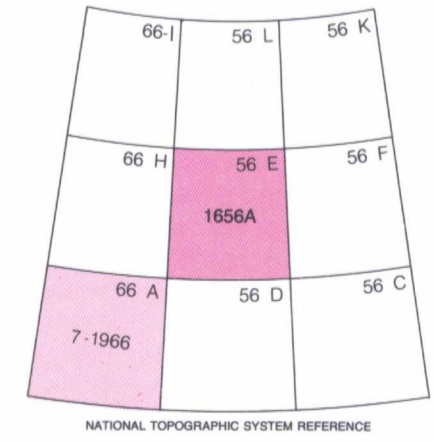 66-I 56 L 56 K
66 H 56 E 56 F
1656A
66 A 56 D 56 C
7-1966
NATIONAL TOPOGRAPHIC SYSTEM REFERENCE